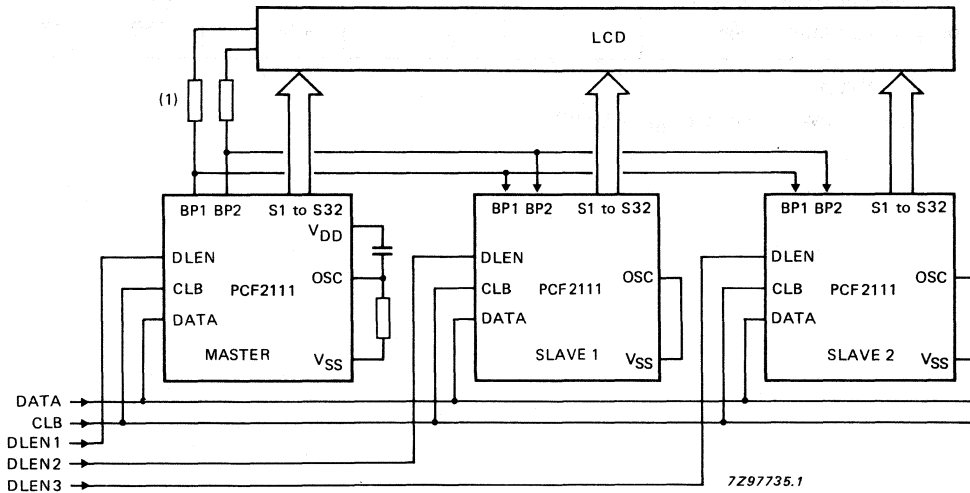 LCD
(1)
BP1 BP2 S1 to S32
VDD
DLEN
OSC
CLB
PCF2111
DATA
MASTER
VSS
BP1 BP2 S1 to S32
DLEN
OSC
CLB
PCF2111
DATA
SLAVE 1
VSS
BP1 BP2 S1 to S32
DLEN
OSC
CLB
PCF2111
DATA
SLAVE 2
VSS
DATA
CLB
DLEN1
DLEN2
DLEN3
7Z97735.1